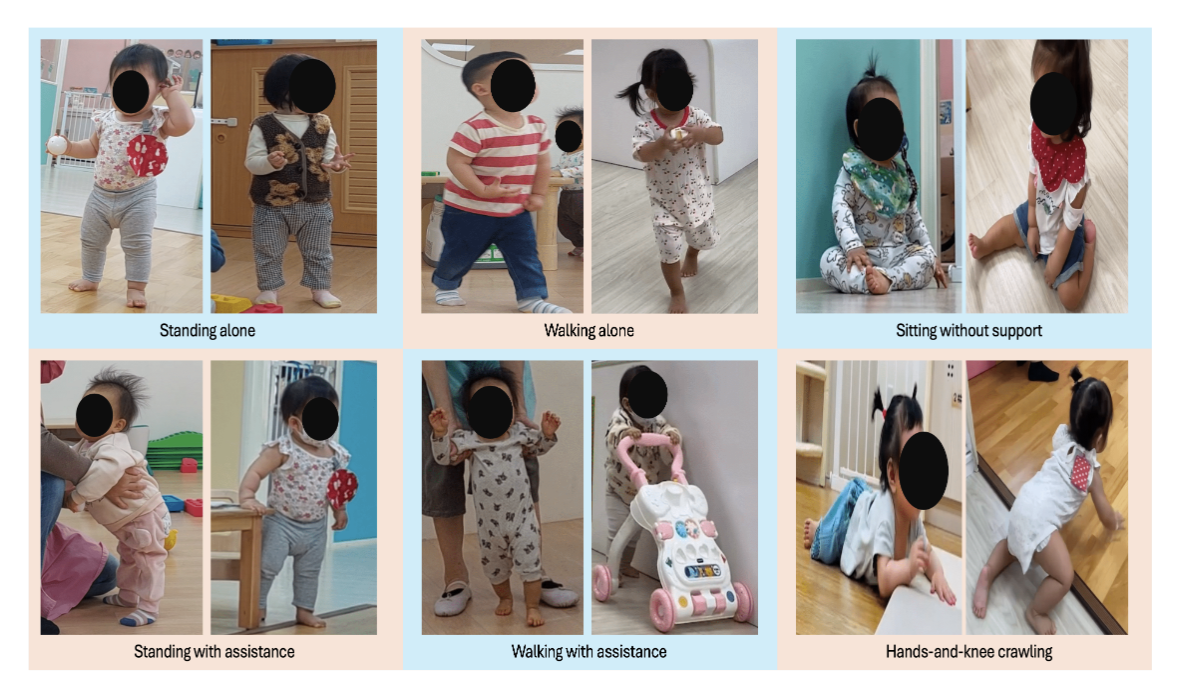 Standing alone
Walking alone
Sitting without support
Standing with assistance
Walking with assistance
Hands-and-knee crawling